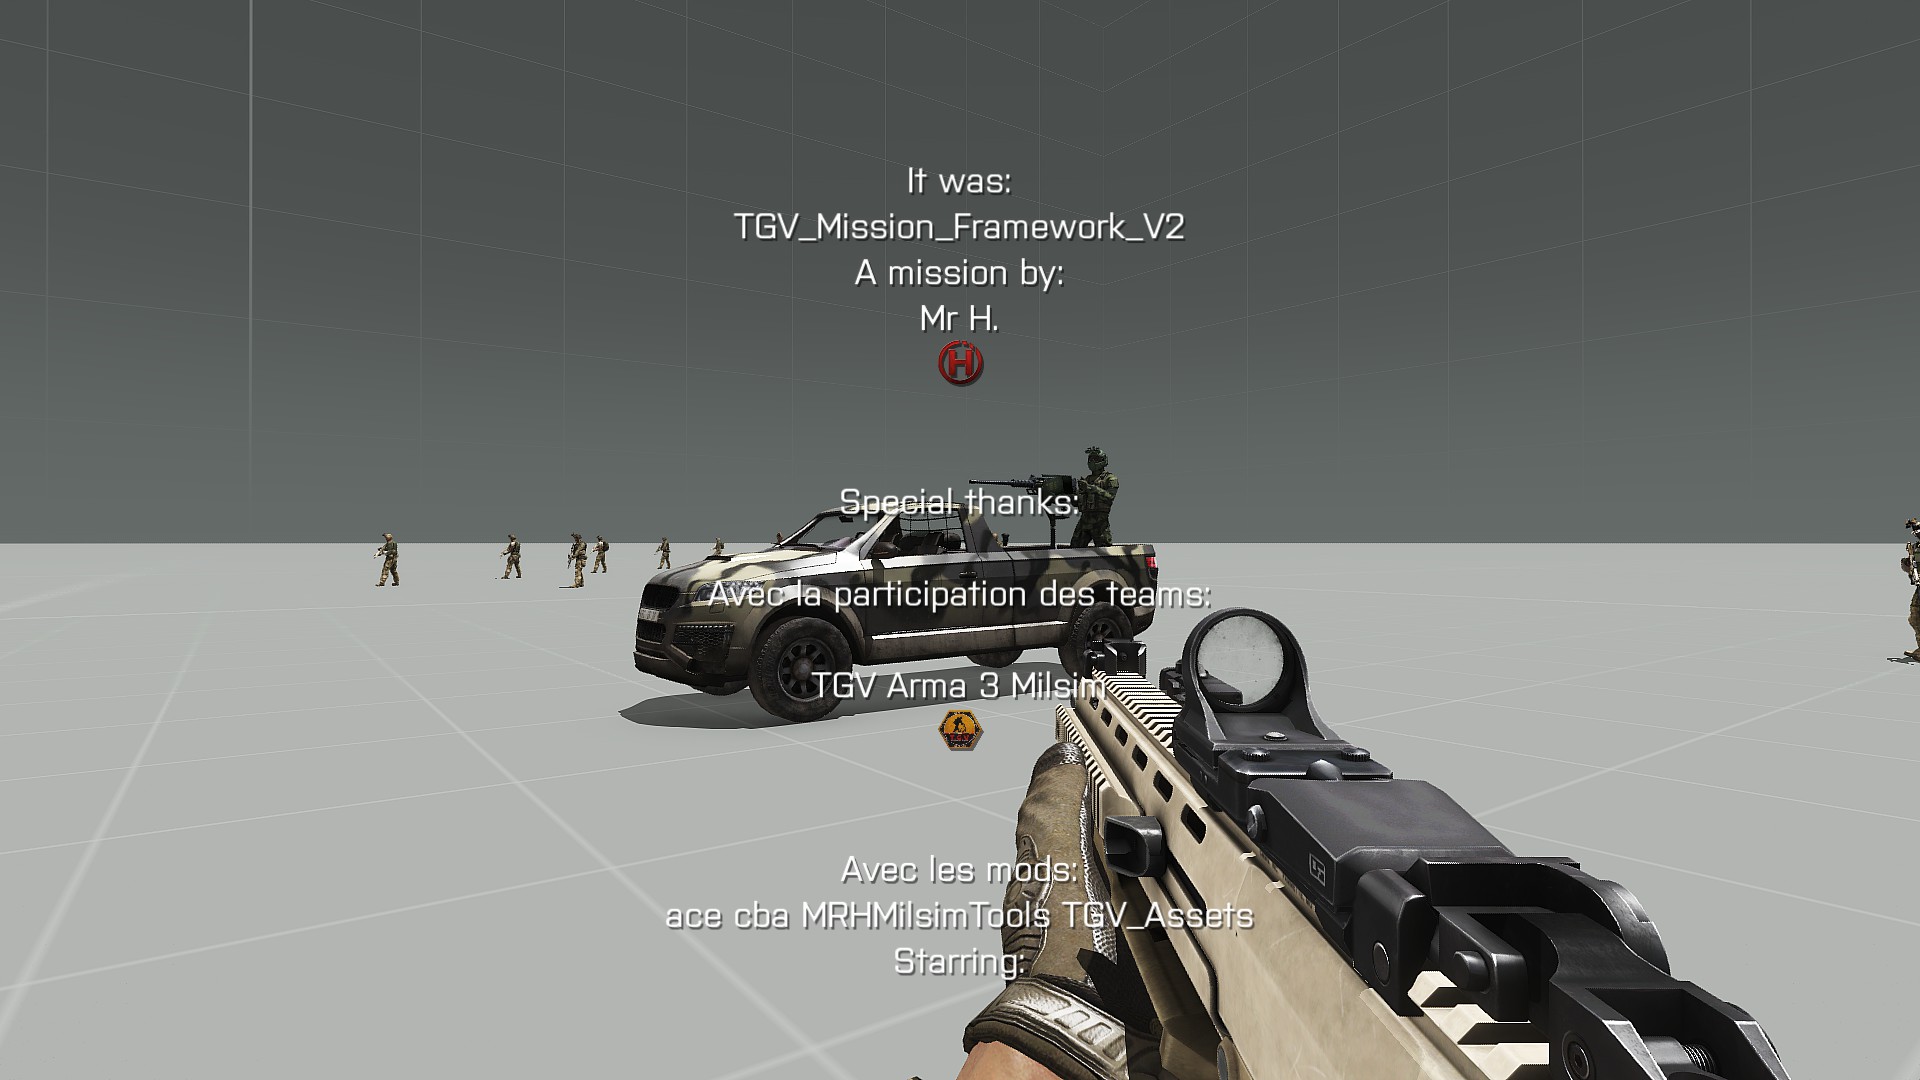 It was:
TGV_Mission_Framework_V2
A mission by:
Mr H.
H
Special thanks:
Avec la participation des teams:
TGV Arma 3 Milsim
Avec les mods:
ace cba MRHMilsimTools TGV_Assets
Starring: